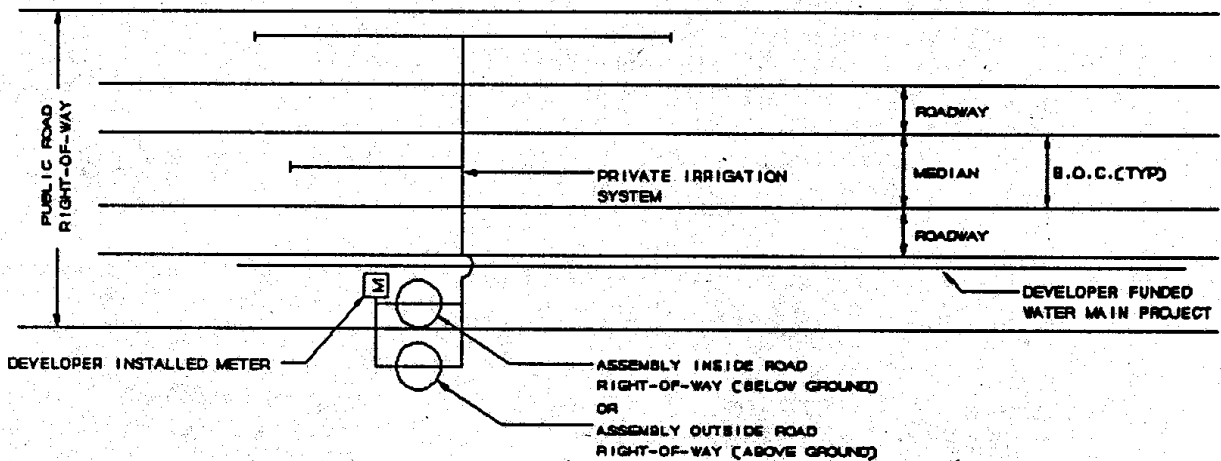 PUBLIC ROAD
RIGHT-OF-WAY
ROADWAY
PRIVATE IRRIGATION
SYSTEM
MEDIAN
B.O.C.(TYP)
ROADWAY
M
DEVELOPER FUNDED
WATER MAIN PROJECT
DEVELOPER INSTALLED METER
ASSEMBLY INSIDE ROAD
RIGHT-OF-WAY (BELOW GROUND)
OR
ASSEMBLY OUTSIDE ROAD
RIGHT-OF-WAY (ABOVE GROUND)